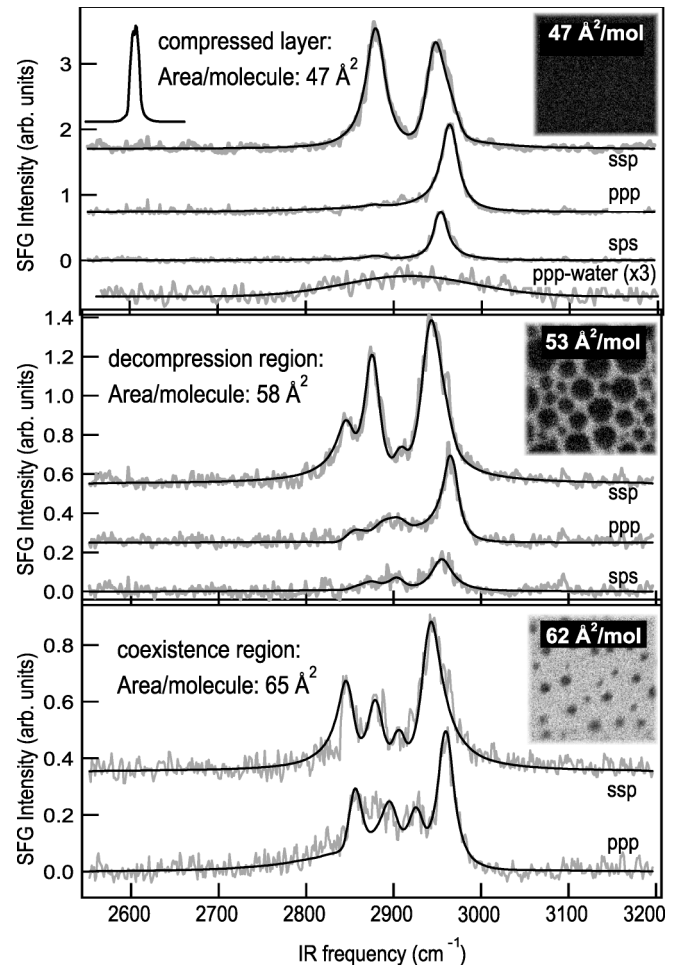 compressed layer:
Area/molecule: 47 Å²
47 Å²/mol
3
2
1
0
SFG Intensity (arb. units)
ssp
ppp
sps
ppp-water (x3)
decompression region:
Area/molecule: 58 Å²
53 Å²/mol
1.4
1.2
1.0
0.8
0.6
0.4
0.2
0.0
SFG Intensity (arb. units)
ssp
ppp
sps
coexistence region:
Area/molecule: 65 Å²
62 Å²/mol
0.8
0.6
0.4
0.2
0.0
SFG Intensity (arb. units)
ssp
ppp
2600 2700 2800 2900 3000 3100 3200
IR frequency (cm⁻¹)